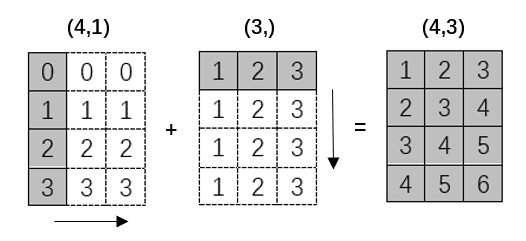 (4,1) (3,) (4,3)
0 0 0 1 2 3 1 2 3
1 1 1 + 1 2 3 = 2 3 4
2 2 2 1 2 3 3 4 5
3 3 3 1 2 3 4 5 6